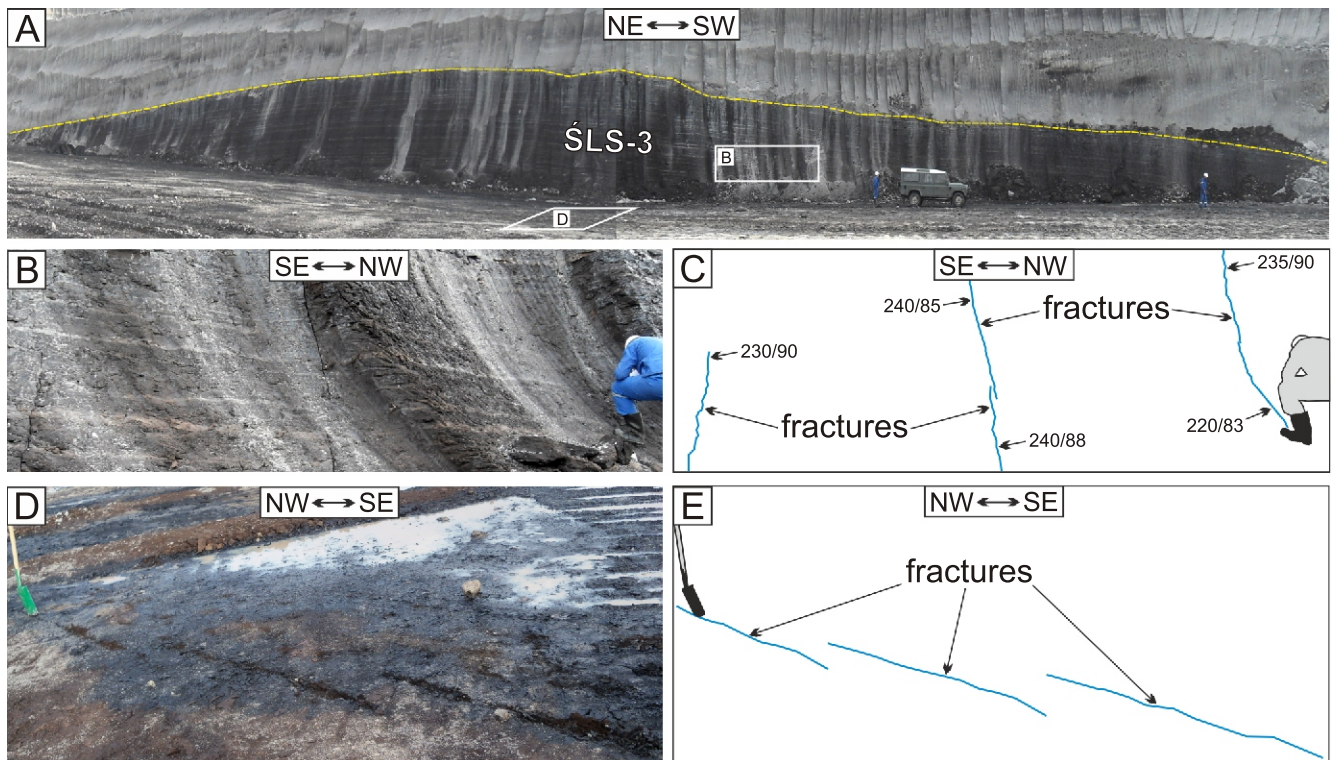 A
NE ↔ SW
ŚLS-3
B
D
B
SE ↔ NW
C
SE ↔ NW
235/90
240/85
fractures
230/90
fractures
220/83
240/88
D
NW ↔ SE
E
NW ↔ SE
fractures